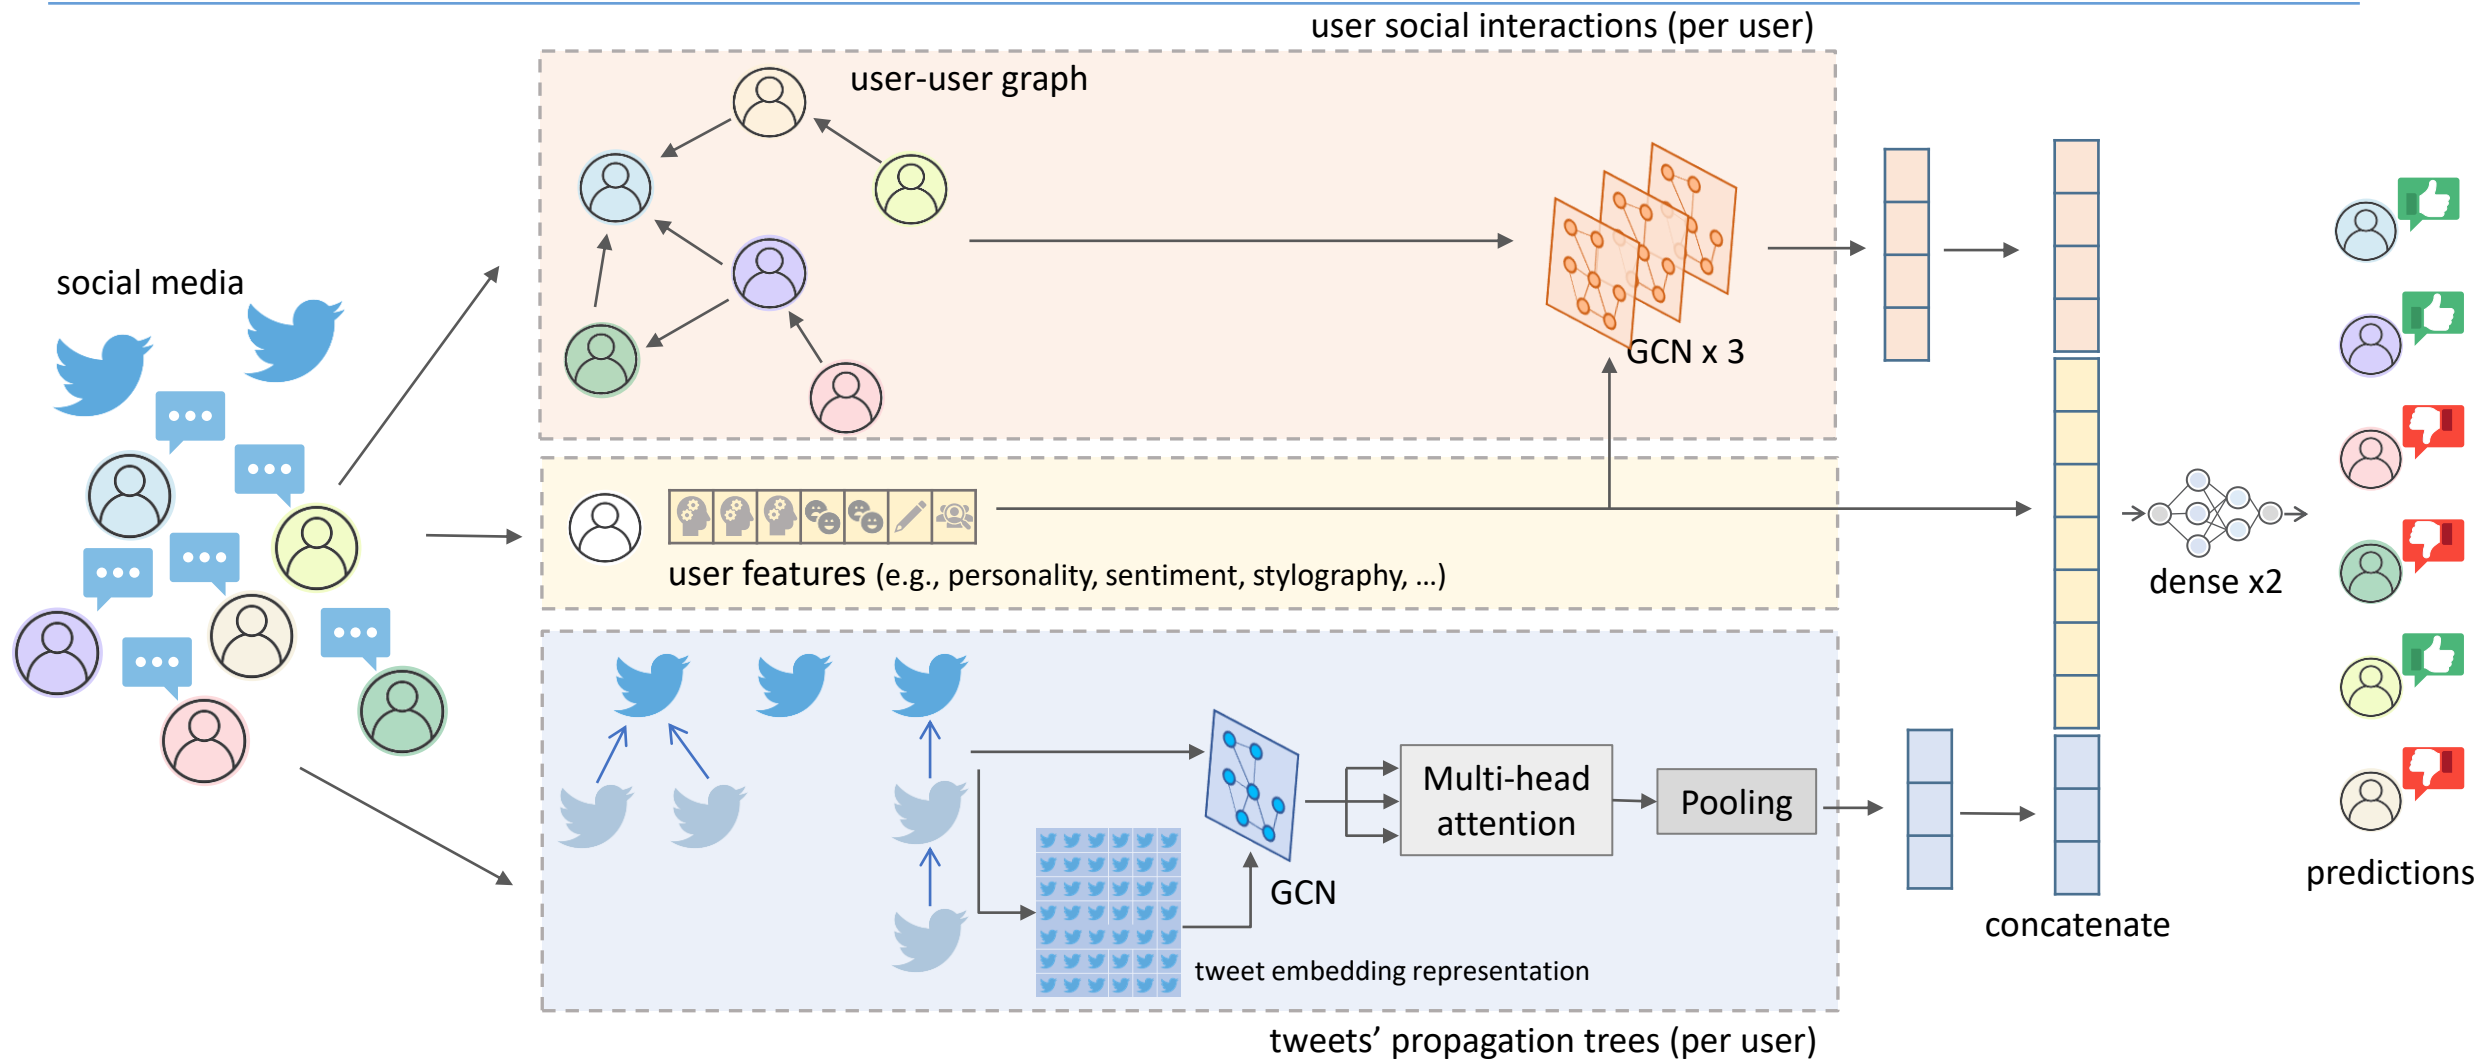 user social interactions (per user)
user-user graph
social media
GCN x 3
user features (e.g., personality, sentiment, stylography, ...)
dense x2
Multi-head
attention
Pooling
GCN
tweet embedding representation
predictions
concatenate
tweets’ propagation trees (per user)